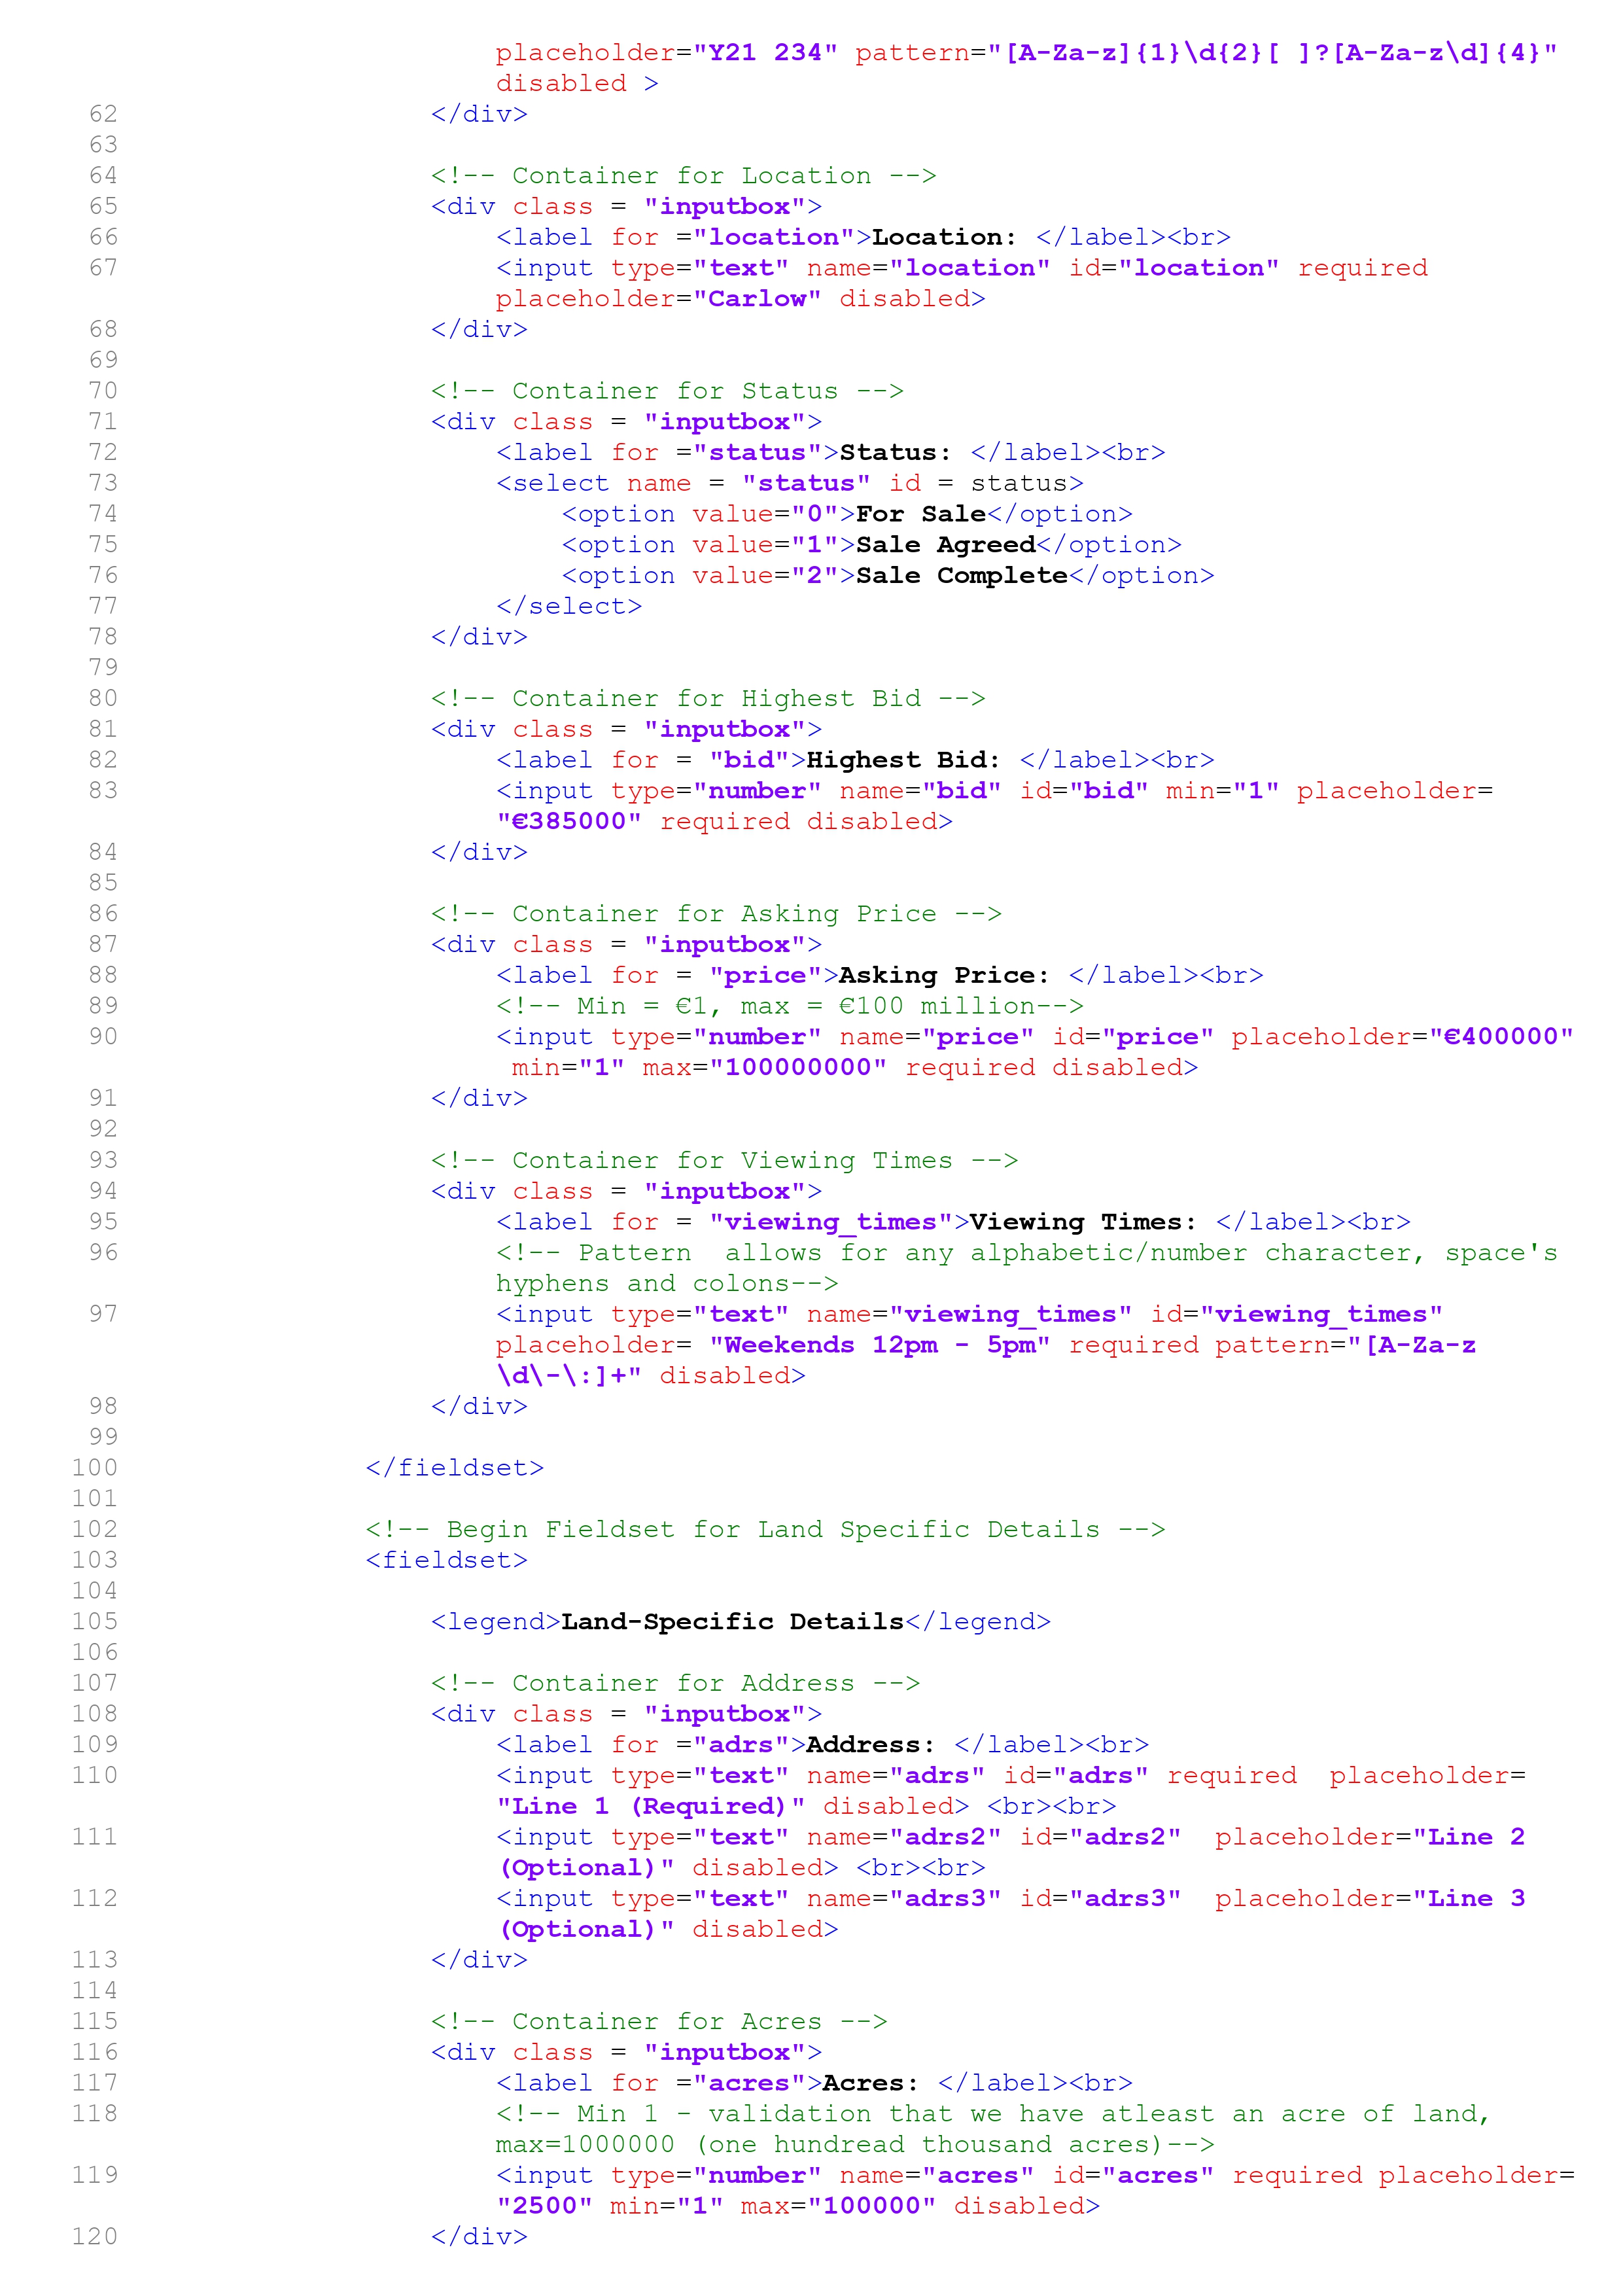 placeholder="Y21 234" pattern="[A-Za-z]{1}\d{2}[ ]?[A-Za-z\d]{4}"
disabled >
62 </div>
63
64 <!-- Container for Location -->
65 <div class = "inputbox">
66 <label for ="location">Location: </label><br>
67 <input type="text" name="location" id="location" required
placeholder="Carlow" disabled>
68 </div>
69
70 <!-- Container for Status -->
71 <div class = "inputbox">
72 <label for ="status">Status: </label><br>
73 <select name = "status" id = status>
74 <option value="0">For Sale</option>
75 <option value="1">Sale Agreed</option>
76 <option value="2">Sale Complete</option>
77 </select>
78 </div>
79
80 <!-- Container for Highest Bid -->
81 <div class = "inputbox">
82 <label for = "bid">Highest Bid: </label><br>
83 <input type="number" name="bid" id="bid" min="1" placeholder=
"€385000" required disabled>
84 </div>
85
86 <!-- Container for Asking Price -->
87 <div class = "inputbox">
88 <label for = "price">Asking Price: </label><br>
89 <!-- Min = €1, max = €100 million-->
90 <input type="number" name="price" id="price" placeholder="€400000"
min="1" max="100000000" required disabled>
91 </div>
92
93 <!-- Container for Viewing Times -->
94 <div class = "inputbox">
95 <label for = "viewing_times">Viewing Times: </label><br>
96 <!-- Pattern  allows for any alphabetic/number character, space's
hyphens and colons-->
97 <input type="text" name="viewing_times" id="viewing_times"
placeholder= "Weekends 12pm - 5pm" required pattern="[A-Za-z
\d\-\:]+" disabled>
98 </div>
99
100 </fieldset>
101
102 <!-- Begin Fieldset for Land Specific Details -->
103 <fieldset>
104
105 <legend>Land-Specific Details</legend>
106
107 <!-- Container for Address -->
108 <div class = "inputbox">
109 <label for ="adrs">Address: </label><br>
110 <input type="text" name="adrs" id="adrs" required  placeholder=
"Line 1 (Required)" disabled> <br><br>
111 <input type="text" name="adrs2" id="adrs2"  placeholder="Line 2
(Optional)" disabled> <br><br>
112 <input type="text" name="adrs3" id="adrs3"  placeholder="Line 3
(Optional)" disabled>
113 </div>
114
115 <!-- Container for Acres -->
116 <div class = "inputbox">
117 <label for ="acres">Acres: </label><br>
118 <!-- Min 1 - validation that we have atleast an acre of land,
max=1000000 (one hundread thousand acres)-->
119 <input type="number" name="acres" id="acres" required placeholder=
"2500" min="1" max="100000" disabled>
120 </div>